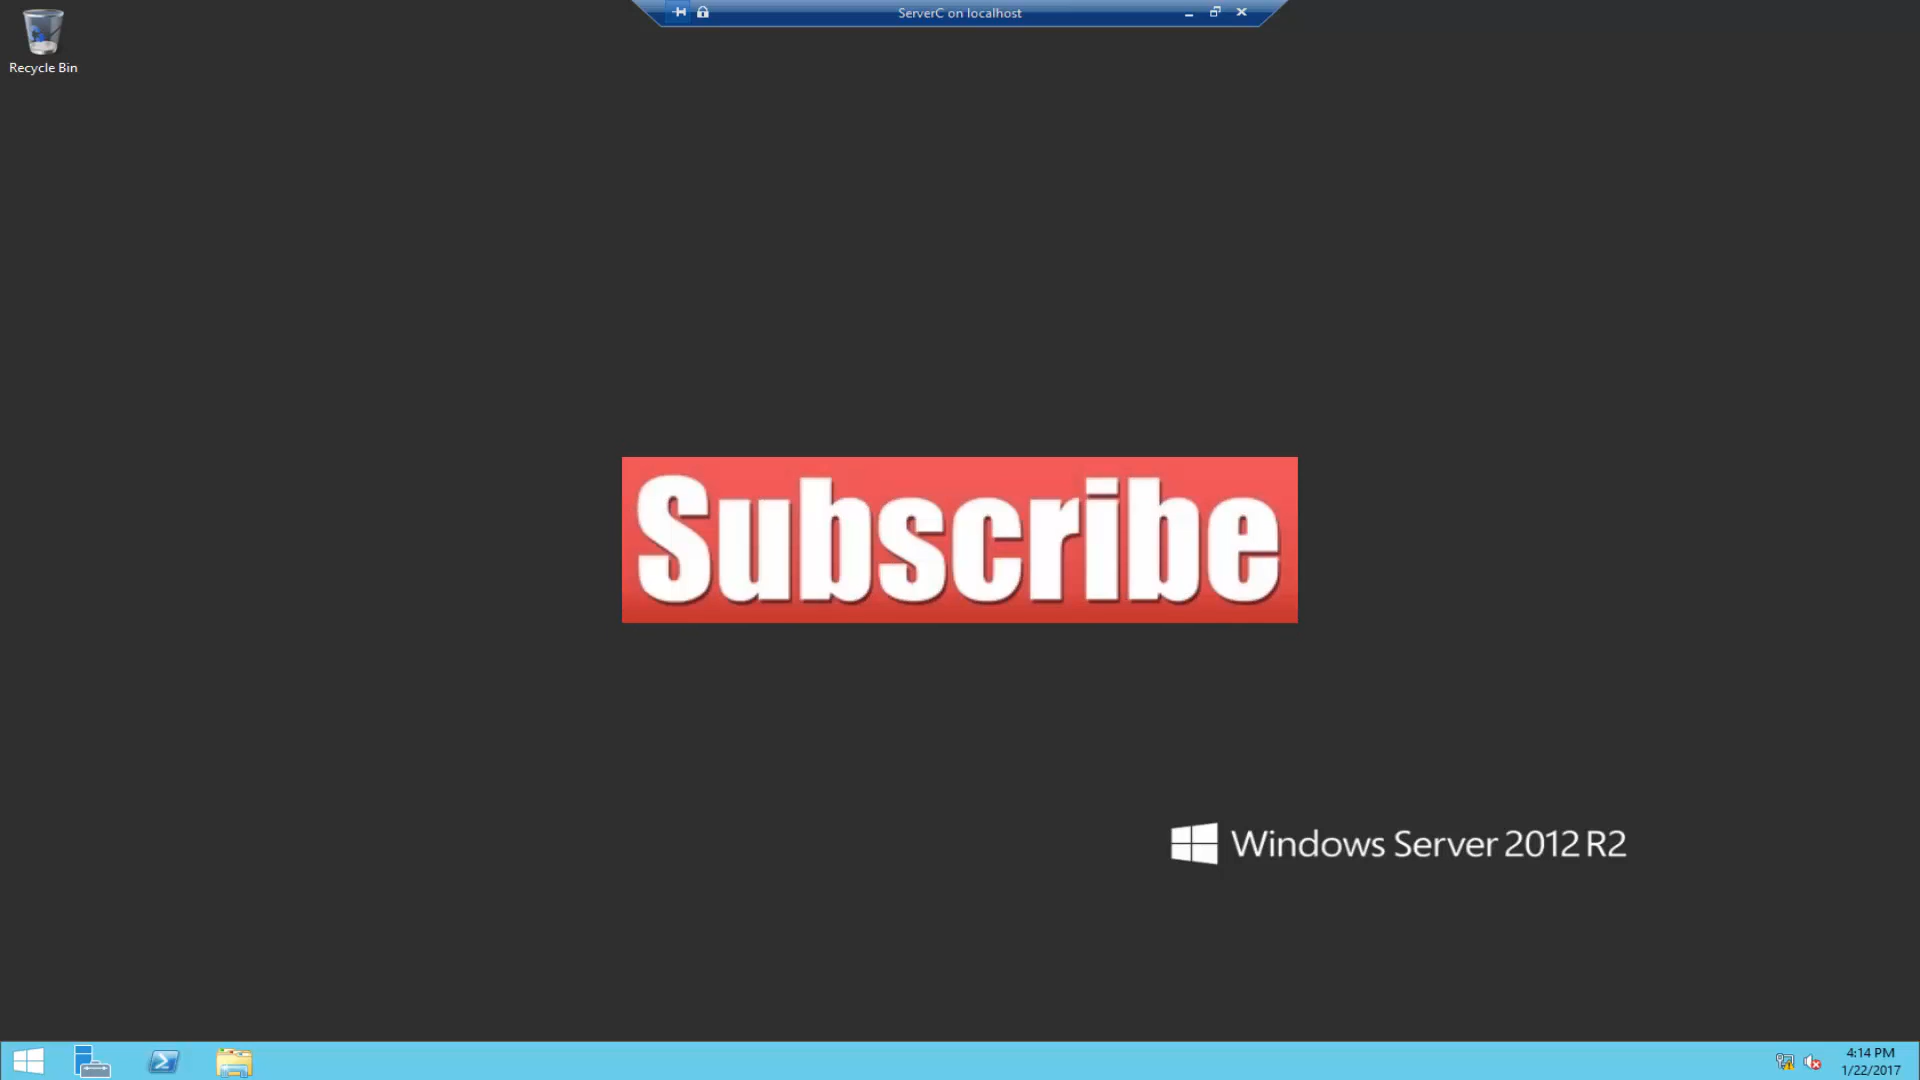 ServerC on localhost
Recycle Bin
Subscribe
Windows Server 2012 R2
4:14 PM
1/22/2017